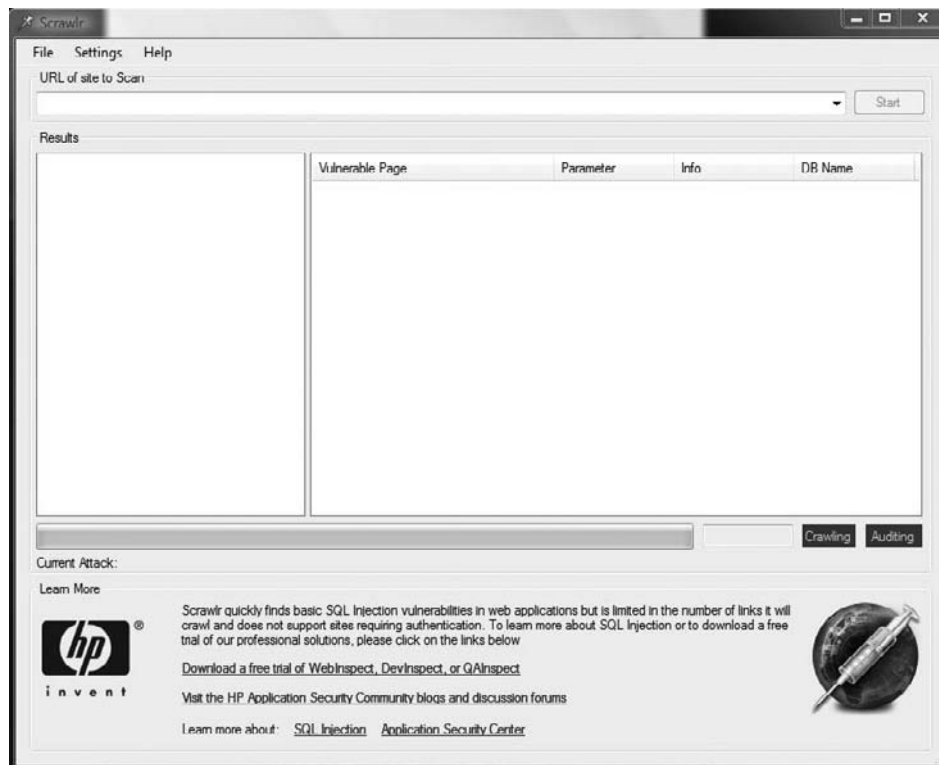 Scrawlr
File Settings Help
URL of site to Scan
Start
Results
Vulnerable Page Parameter Info DB Name
Crawling Auditing
Current Attack:
Learn More
Scrawlr quickly finds basic SQL Injection vulnerabilities in web applications but is limited in the number of links it will
crawl and does not support sites requiring authentication. To learn more about SQL Injection or to download a free
trial of our professional solutions, please click on the links below
hp ®
invent
Download a free trial of WebInspect, DevInspect, or QAInspect
Visit the HP Application Security Community blogs and discussion forums
Learn more about: SQL Injection Application Security Center